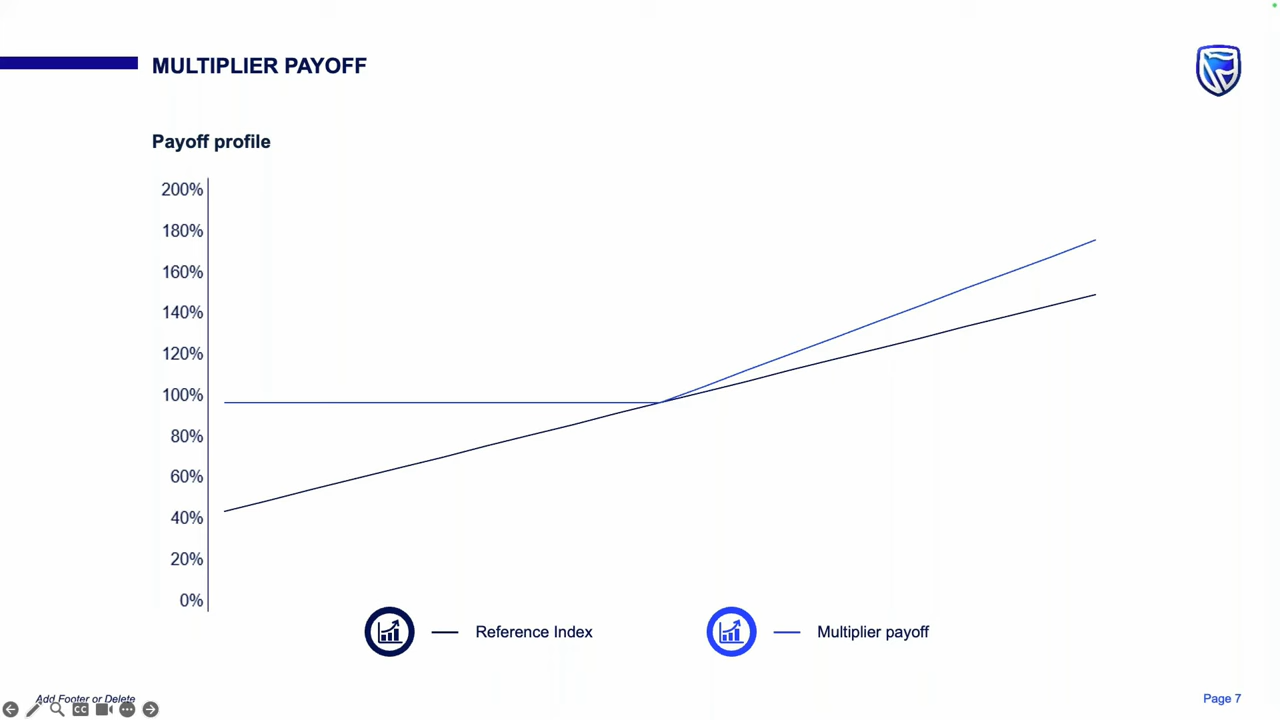 MULTIPLIER PAYOFF
Payoff profile
200%
180%
160%
140%
120%
100%
80%
60%
40%
20%
0%
Reference Index
Multiplier payoff
Add Footer or Delete
CC
Page 7